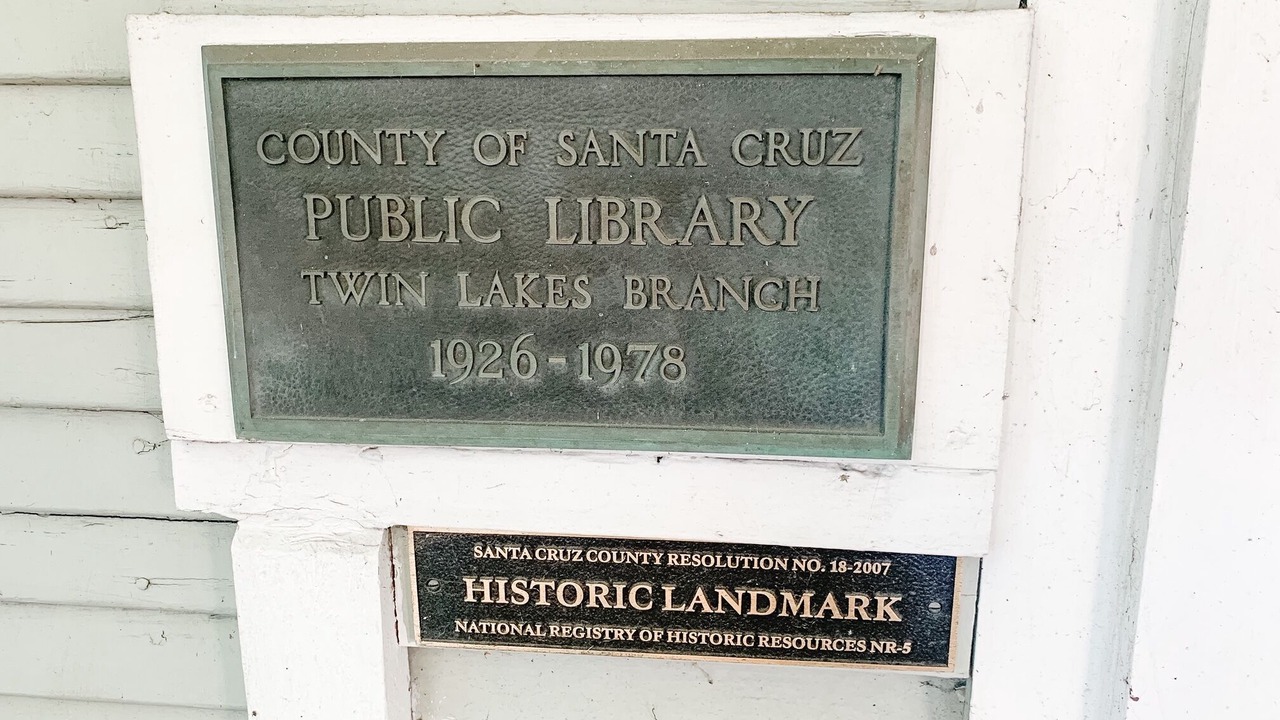 COUNTY OF SANTA CRUZ
PUBLIC LIBRARY
TWIN LAKES BRANCH
1926-1978
SANTA CRUZ COUNTY RESOLUTION NO. 18-2007
HISTORIC LANDMARK
NATIONAL REGISTRY OF HISTORIC RESOURCES NR-5